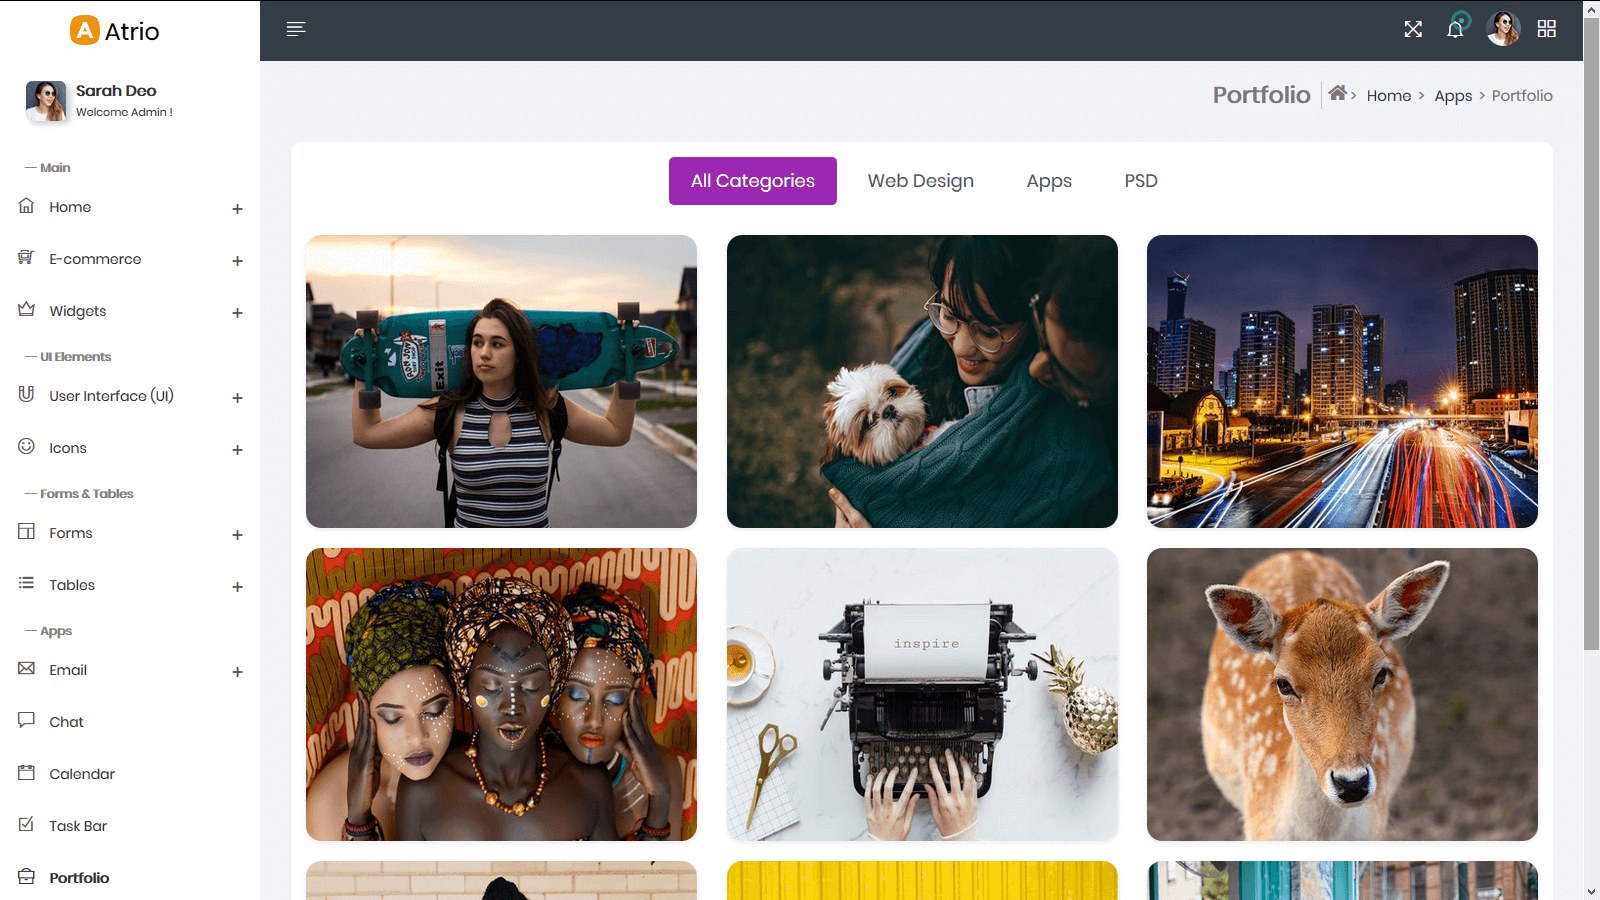 A Atrio
Sarah Deo
Welcome Admin !
— Main
Home +
E-commerce +
Widgets +
— UI Elements
User Interface (UI) +
Icons +
— Forms & Tables
Forms +
Tables +
— Apps
Email +
Chat
Calendar
Task Bar
Portfolio
Portfolio > Home > Apps > Portfolio
All Categories Web Design Apps PSD
Exit
inspire